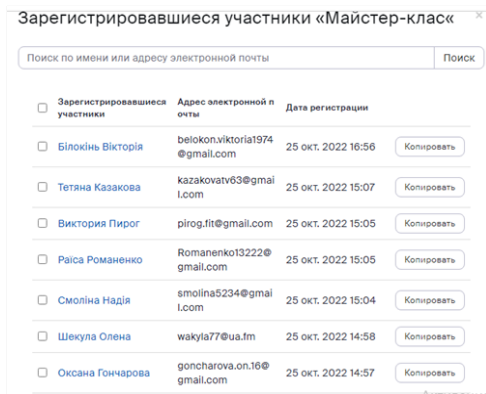 Зарегистрировавшиеся участники «Майстер-клас«
×
Поиск по имени или адресу электронной почты
Поиск
Зарегистрировавшиеся участники
Адрес электронной п
очты
Дата регистрации
Білокінь Вікторія
belokon.viktoria1974
@gmail.com
25 окт. 2022 16:56
Копировать
Тетяна Казакова
kazakovatv63@gmai
l.com
25 окт. 2022 15:07
Копировать
Виктория Пирог
pirog.fit@gmail.com
25 окт. 2022 15:05
Копировать
Раїса Романенко
Romanenko13222@
gmail.com
25 окт. 2022 15:05
Копировать
Смоліна Надія
smolina5234@gmai
l.com
25 окт. 2022 15:04
Копировать
Шекула Олена
wakyla77@ua.fm
25 окт. 2022 14:58
Копировать
Оксана Гончарова
goncharova.on.16@
gmail.com
25 окт. 2022 14:57
Копировать